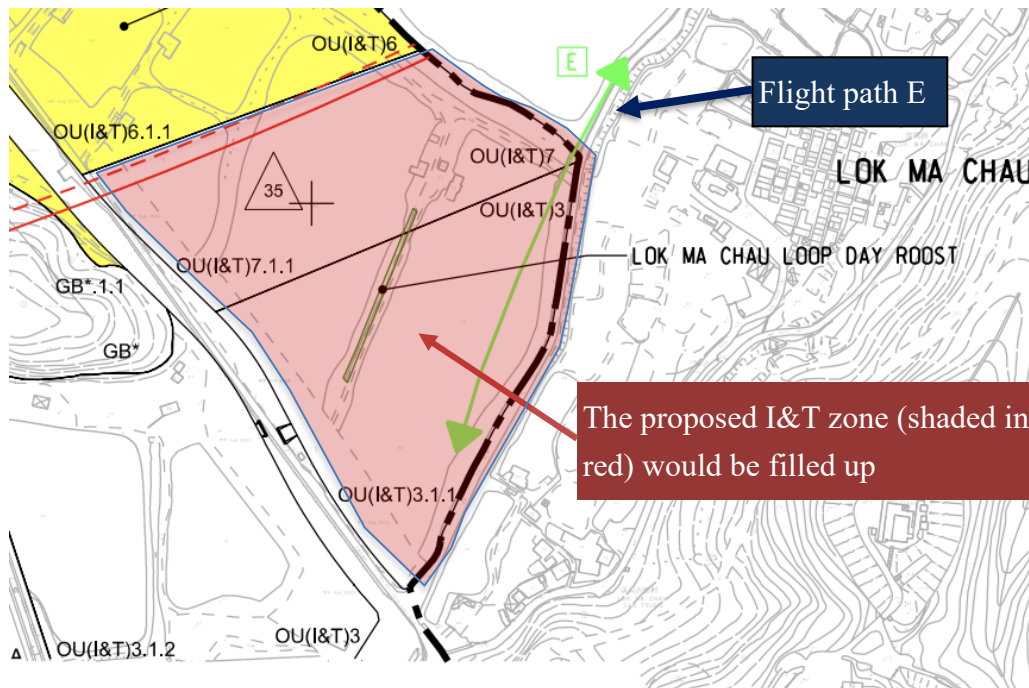 OU(I&T)6
E
Flight path E
OU(I&T)6.1.1
OU(I&T)7
LOK MA CHAU
35
OU(I&T)3
OU(I&T)7.1.1
LOK MA CHAU LOOP DAY ROOST
GB*.1.1
GB*
The proposed I&T zone (shaded in
red) would be filled up
OU(I&T)3.1.1
OU(I&T)3.1.2
OU(I&T)3